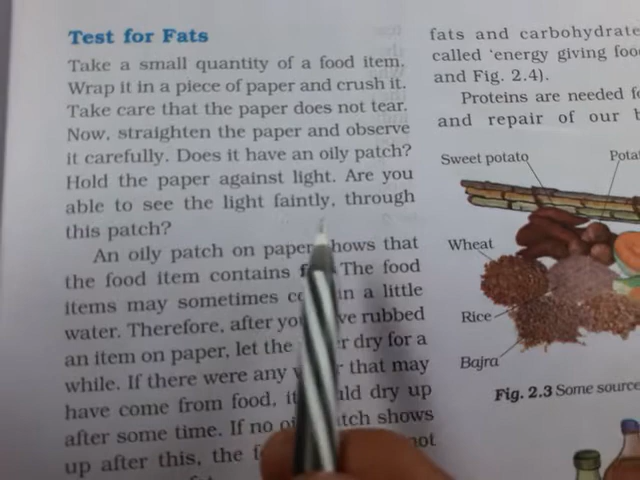 Test for Fats
Take a small quantity of a food item.
Wrap it in a piece of paper and crush it.
Take care that the paper does not tear.
Now, straighten the paper and observe
it carefully. Does it have an oily patch?
Hold the paper against light. Are you
able to see the light faintly, through
this patch?
An oily patch on paper hows that
the food item contains The food
items may sometimes in a little
water. Therefore, after rubbed
an item on paper, let the dry for a
while. If there were any that may
have come from food, dry up
after some time. If no shows
up after this, the not
fats and carbohydrate
called 'energy giving foo
and Fig. 2.4).
Proteins are needed fo
and repair of our b
Sweet potato
Potat
Wheat
Rice
Bajra
Fig. 2.3 Some source